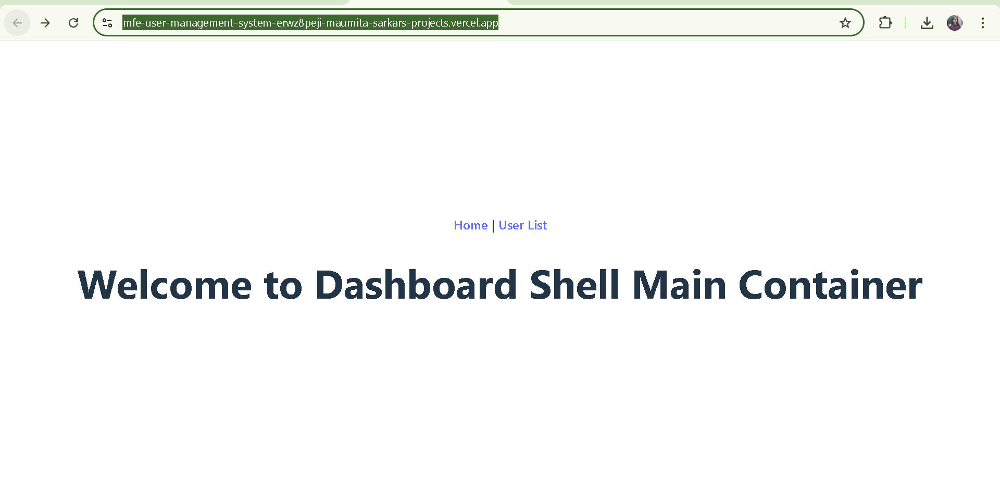 mfe-user-management-system-erwz8peji-maumita-sarkars-projects.vercel.app
Home | User List
Welcome to Dashboard Shell Main Container